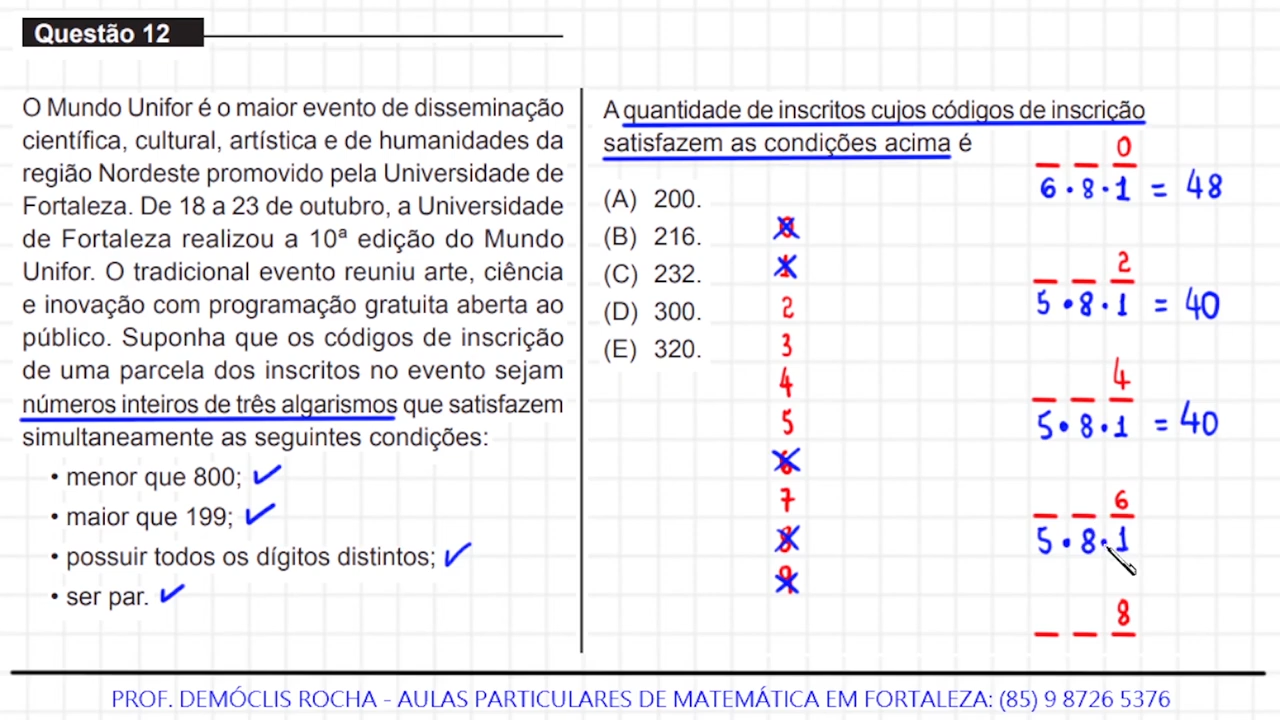 Questão 12
O Mundo Unifor é o maior evento de disseminação
científica, cultural, artística e de humanidades da
região Nordeste promovido pela Universidade de
Fortaleza. De 18 a 23 de outubro, a Universidade
de Fortaleza realizou a 10ª edição do Mundo
Unifor. O tradicional evento reuniu arte, ciência
e inovação com programação gratuita aberta ao
público. Suponha que os códigos de inscrição
de uma parcela dos inscritos no evento sejam
números inteiros de três algarismos que satisfazem
simultaneamente as seguintes condições:
• menor que 800;
• maior que 199;
• possuir todos os dígitos distintos;
• ser par.
A quantidade de inscritos cujos códigos de inscrição
satisfazem as condições acima é
(A) 200.
(B) 216.
(C) 232.
(D) 300.
(E) 320.
0
1
2
3
4
5
6
7
8
9
0
6 · 8 · 1 = 48
2
5 · 8 · 1 = 40
4
5 · 8 · 1 = 40
6
5 · 8 · 1
8
PROF. DEMÓCLIS ROCHA - AULAS PARTICULARES DE MATEMÁTICA EM FORTALEZA: (85) 9 8726 5376